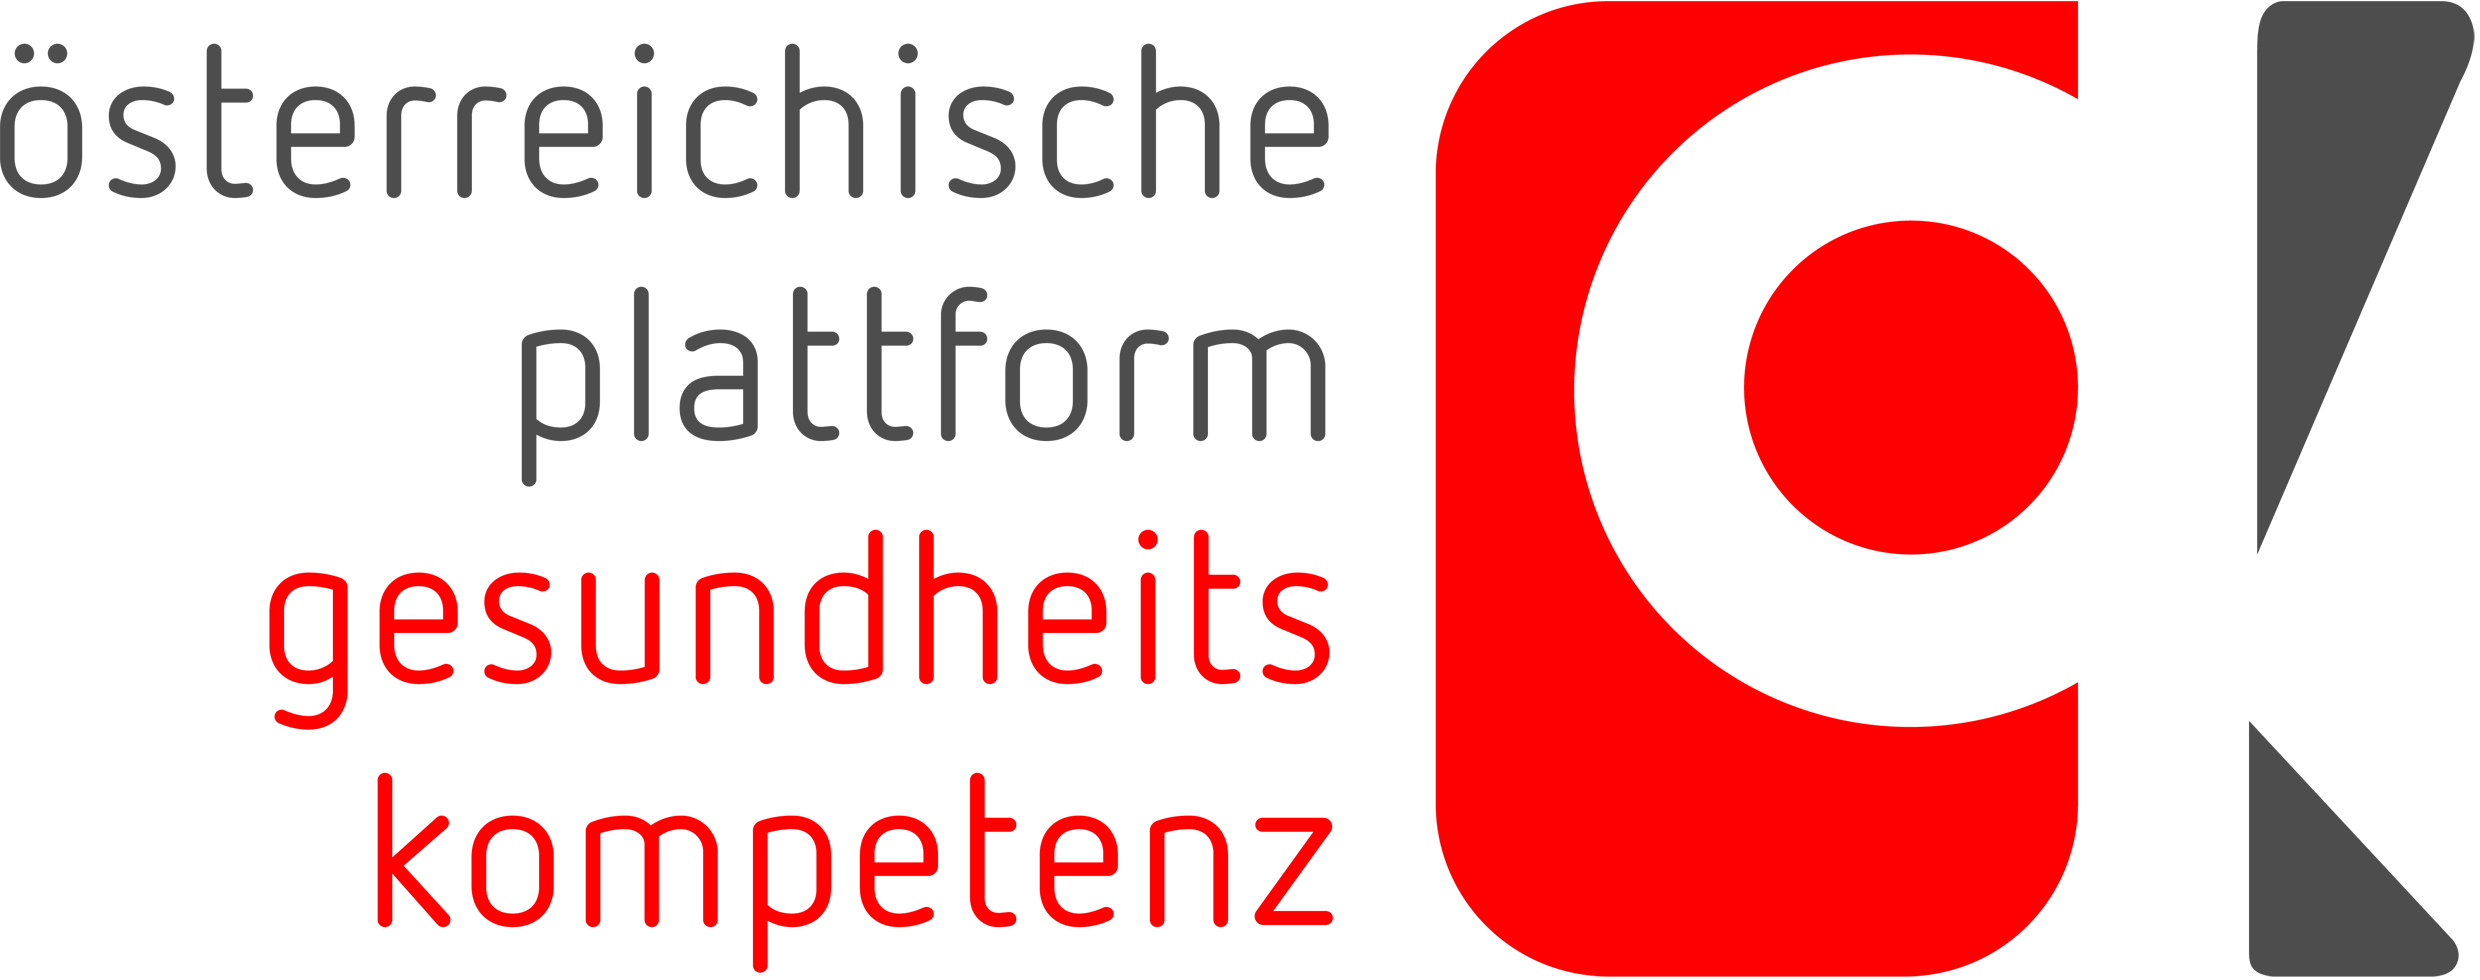 österreichische
plattform
gesundheits
kompetenz